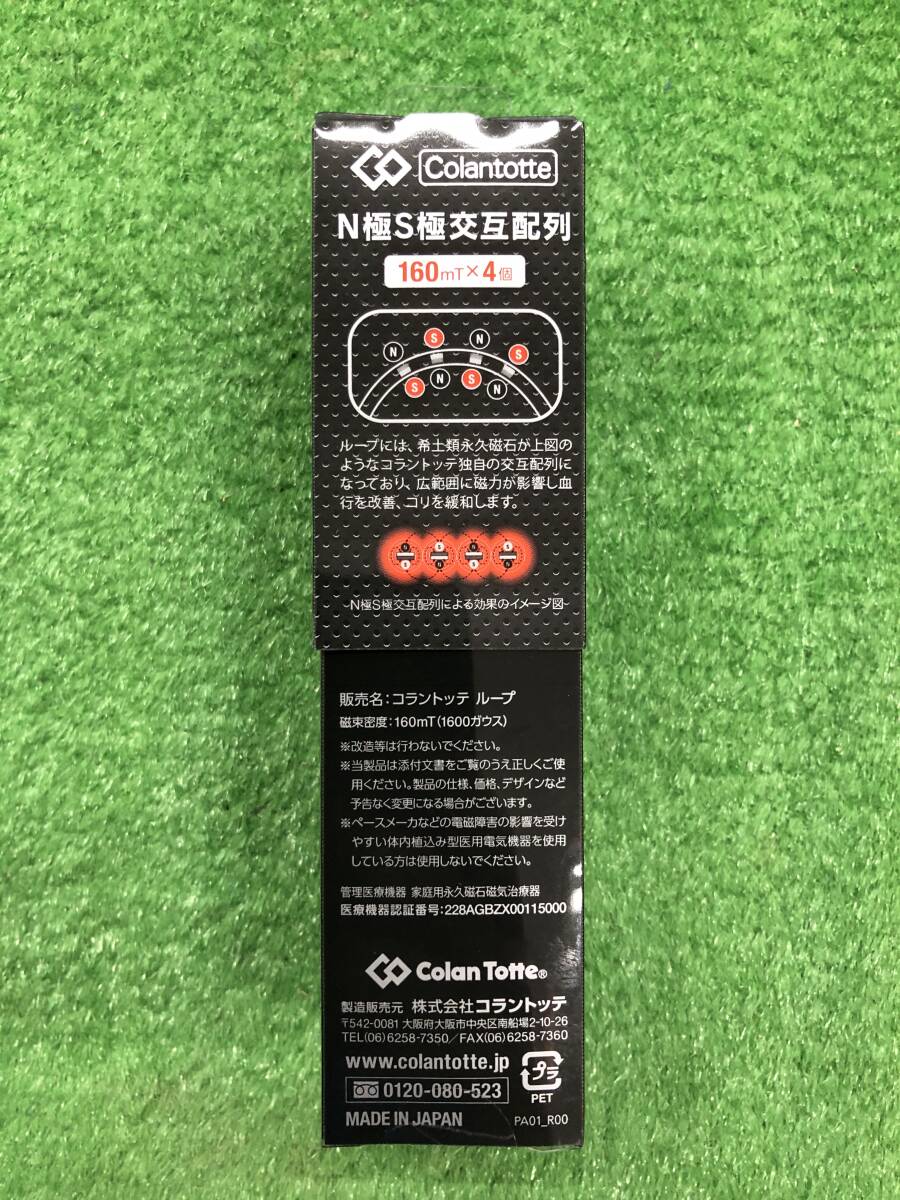 Colantotte
N極S極交互配列
160mT×4個
N S N S
S N S N
ループには、希土類永久磁石が上図の
ようなコラントッテ独自の交互配列に
なっており、広範囲に磁力が影響し血
行を改善、コリを緩和します。
N S N S
S N S N
N極S極交互配列による効果のイメージ図
販売名：コラントッテ ループ
磁束密度：160mT（1600ガウス）
※改造等は行わないでください。
※当製品は添付文書をご覧のうえ正しくご使
用ください。製品の仕様、価格、デザインなど
予告なく変更になる場合がございます。
※ペースメーカなどの電磁障害の影響を受け
やすい体内植込み型医用電気機器を使用
している方は使用しないでください。
管理医療機器 家庭用永久磁石磁気治療器
医療機器認証番号：228AGBZX00115000
Colan Totte®
製造販売元 株式会社コラントッテ
〒542-0081 大阪府大阪市中央区南船場2-10-26
TEL(06)6258-7350／FAX(06)6258-7360
www.colantotte.jp
0120-080-523
プラ
PET
MADE IN JAPAN
PA01_R00